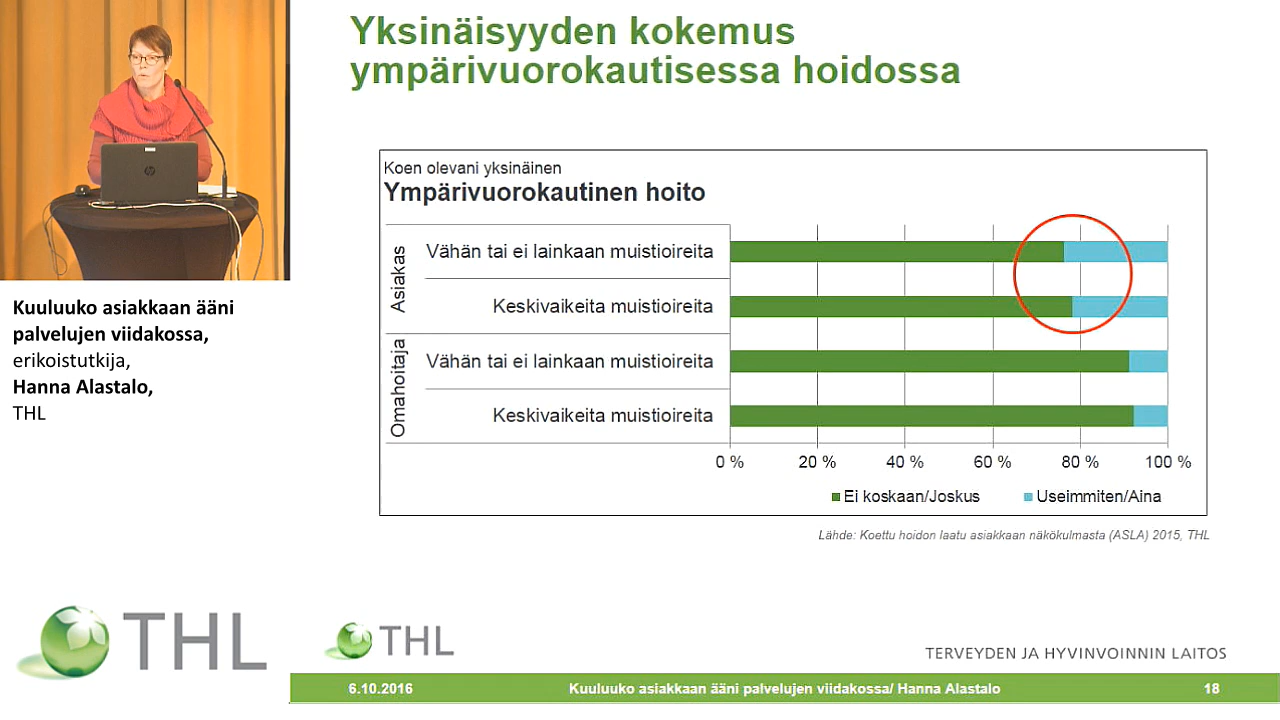 Yksinäisyyden kokemus
ympärivuorokautisessa hoidossa
Koen olevani yksinäinen
Ympärivuorokautinen hoito
Asiakas
Vähän tai ei lainkaan muistioireita
Keskivaikeita muistioireita
Omahoitaja
Vähän tai ei lainkaan muistioireita
Keskivaikeita muistioireita
0 % 20 % 40 % 60 % 80 % 100 %
Ei koskaan/Joskus Useimmiten/Aina
Lähde: Koettu hoidon laatu asiakkaan näkökulmasta (ASLA) 2015, THL
Kuuluuko asiakkaan ääni
palvelujen viidakossa,
erikoistutkija,
Hanna Alastalo,
THL
THL
THL
TERVEYDEN JA HYVINVOINNIN LAITOS
6.10.2016 Kuuluuko asiakkaan ääni palvelujen viidakossa/ Hanna Alastalo 18
hp